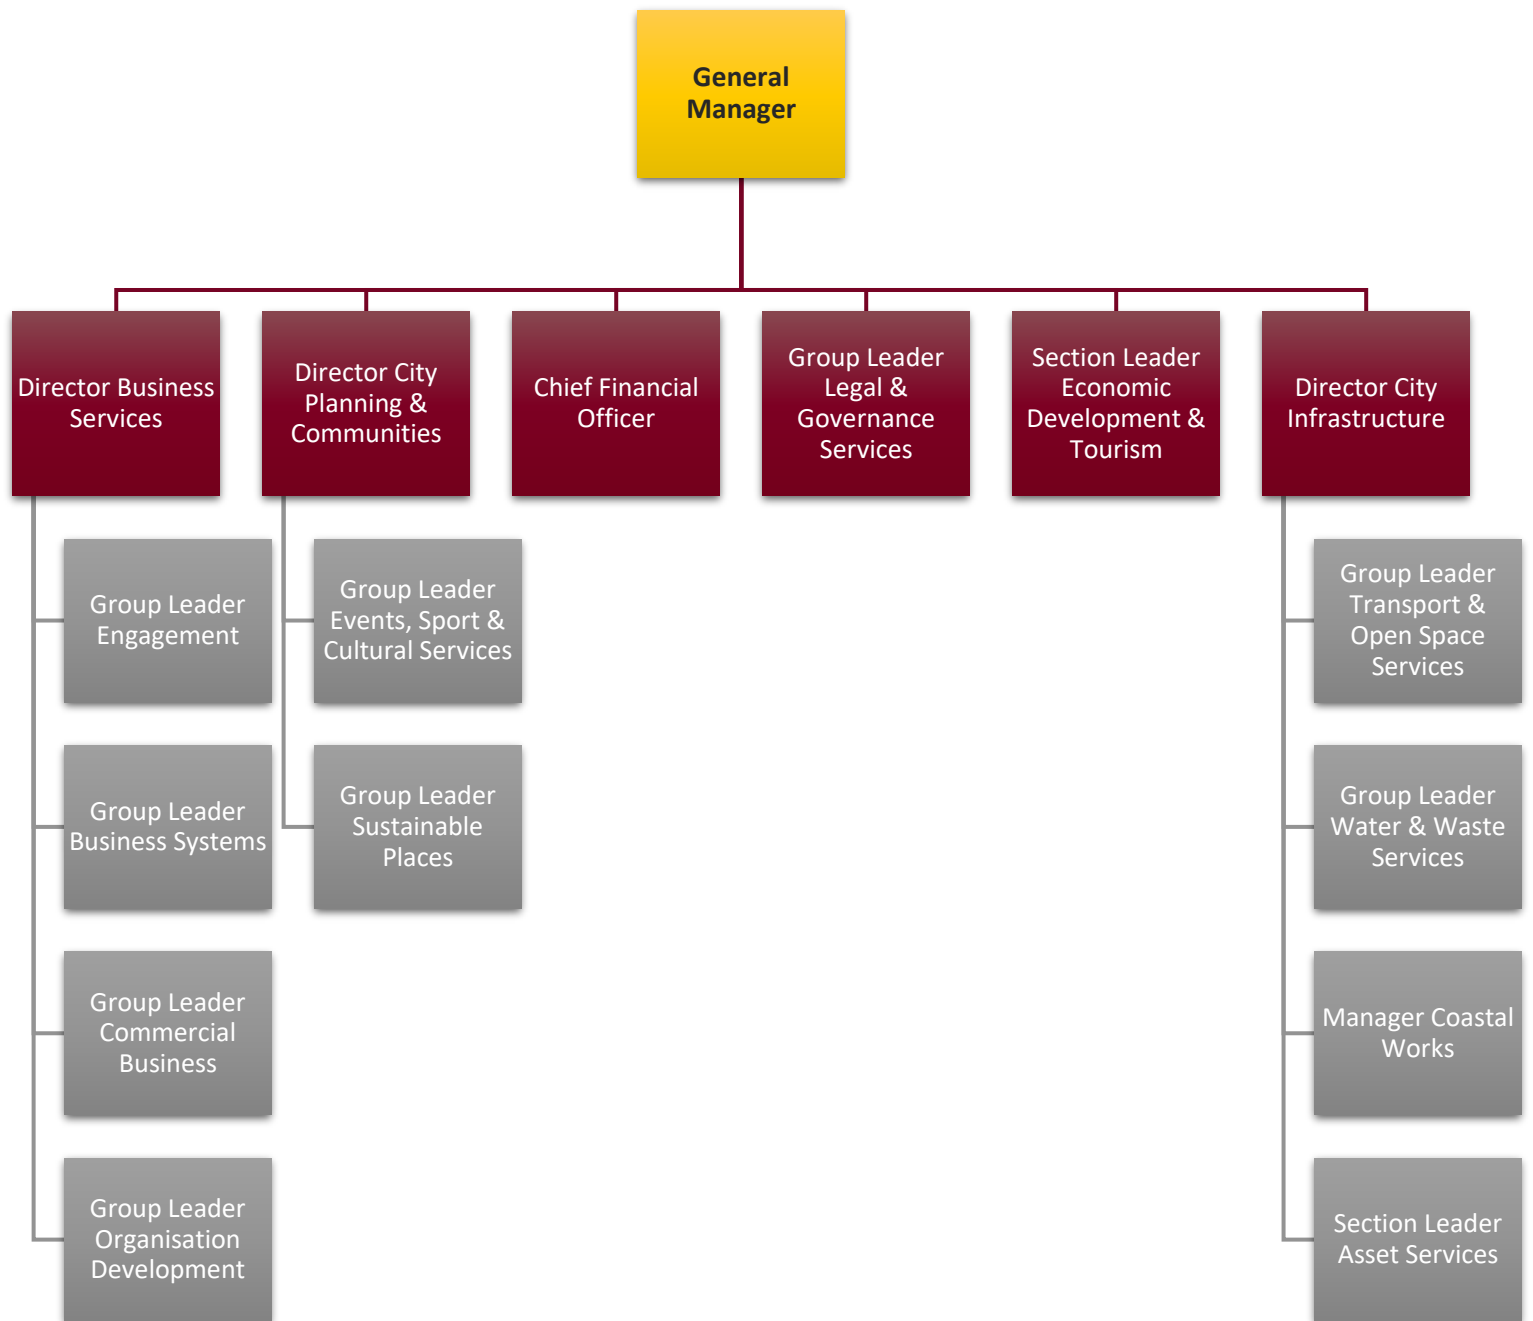 General
Manager
Director Business
Services
Director City
Planning &
Communities
Chief Financial
Officer
Group Leader
Legal &
Governance
Services
Section Leader
Economic
Development &
Tourism
Director City
Infrastructure
Group Leader
Engagement
Group Leader
Business Systems
Group Leader
Commercial
Business
Group Leader
Organisation
Development
Group Leader
Events, Sport &
Cultural Services
Group Leader
Sustainable
Places
Group Leader
Transport &
Open Space
Services
Group Leader
Water & Waste
Services
Manager Coastal
Works
Section Leader
Asset Services